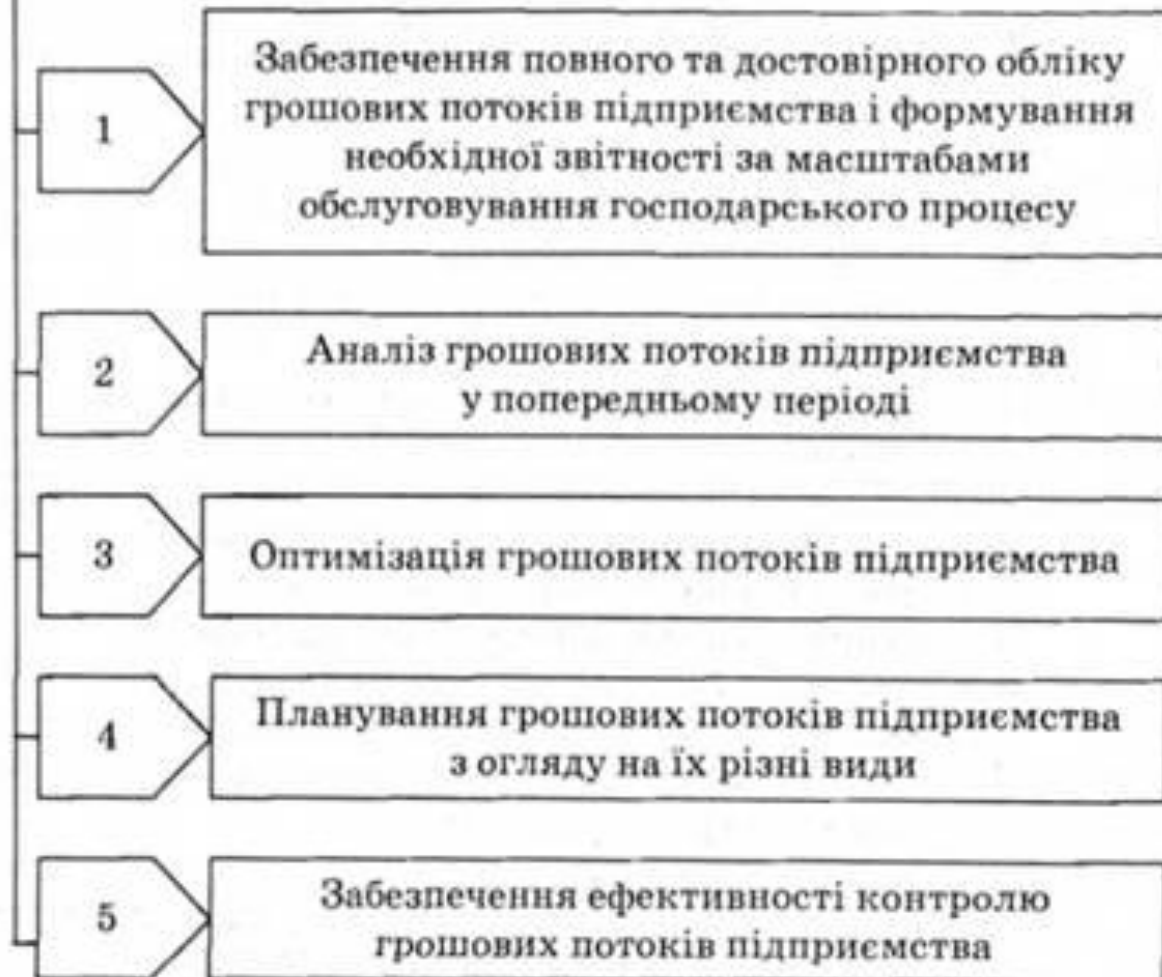 1
Забезпечення повного та достовірного обліку
грошових потоків підприємства і формування
необхідної звітності за масштабами
обслуговування господарського процесу
2
Аналіз грошових потоків підприємства
у попередньому періоді
3
Оптимізація грошових потоків підприємства
4
Планування грошових потоків підприємства
з огляду на їх різні види
5
Забезпечення ефективності контролю
грошових потоків підприємства